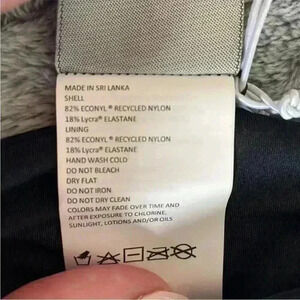 MADE IN SRI LANKA
SHELL
82% ECONYL® RECYCLED NYLON
18% Lycra® ELASTANE
LINING
82% ECONYL® RECYCLED NYLON
18% Lycra® ELASTANE
HAND WASH COLD
DO NOT BLEACH
DRY FLAT
DO NOT IRON
DO NOT DRY CLEAN
COLORS MAY FADE OVER TIME AND
AFTER EXPOSURE TO CHLORINE,
SUNLIGHT, LOTIONS AND/OR OILS